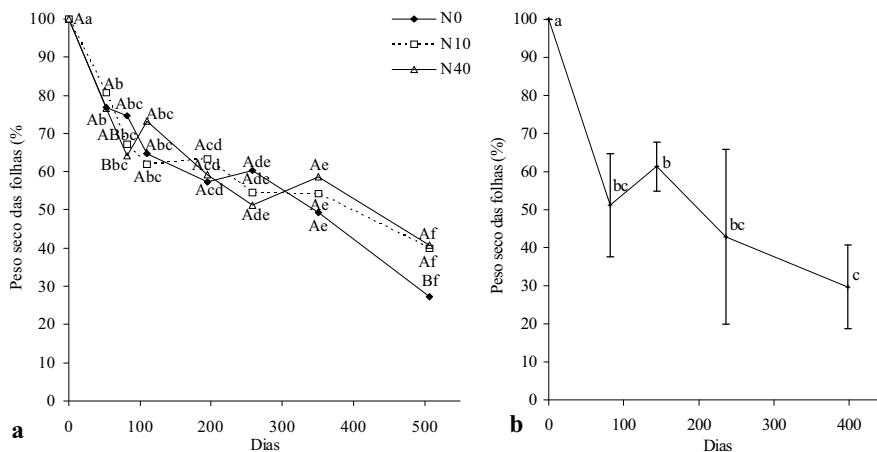 N0
N10
N40
Peso seco das folhas (%
100
90
80
70
60
50
40
30
20
10
0
Aa
Ab
Abc
Ab
ABbc
Abc
Abc
Bbc
Abc
Acd
Acd
Acd
Ade
Ade
Ade
Ae
Ae
Ae
Af
Af
Bf
0 100 200 300 400 500
Dias
a
Peso seco das folhas (%)
100
90
80
70
60
50
40
30
20
10
0
a
bc
b
bc
c
0 100 200 300 400
Dias
b